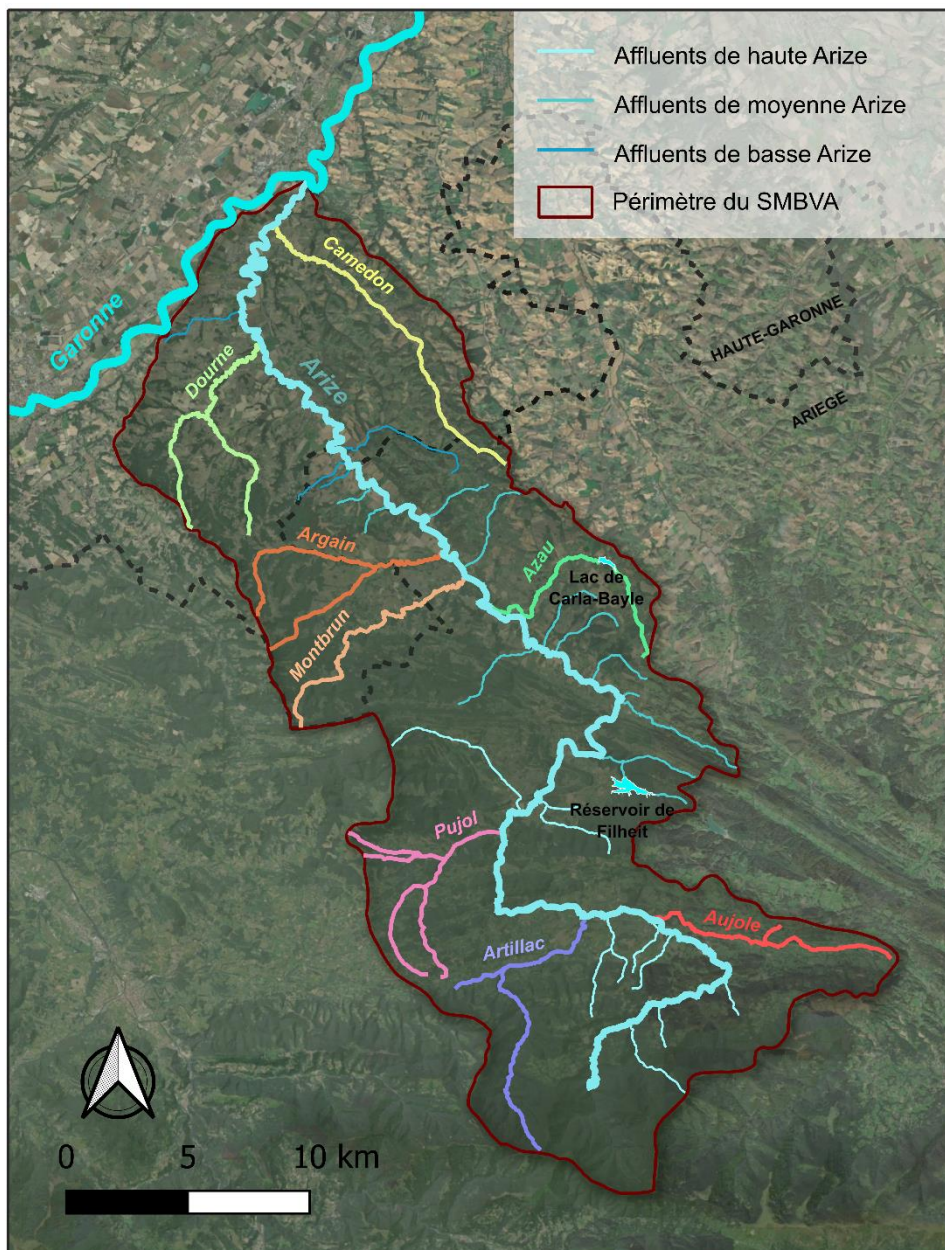 Affluents de haute Arize
Affluents de moyenne Arize
Affluents de basse Arize
Périmètre du SMBVA
Camedon
Garonne
HAUTE-GARONNE
Dourne
Arize
ARIEGE
Argain
Azau
Lac de
Carla-Bayle
Montbrun
Réservoir de
Filheit
Pujol
Aujole
Artillac
0 5 10 km